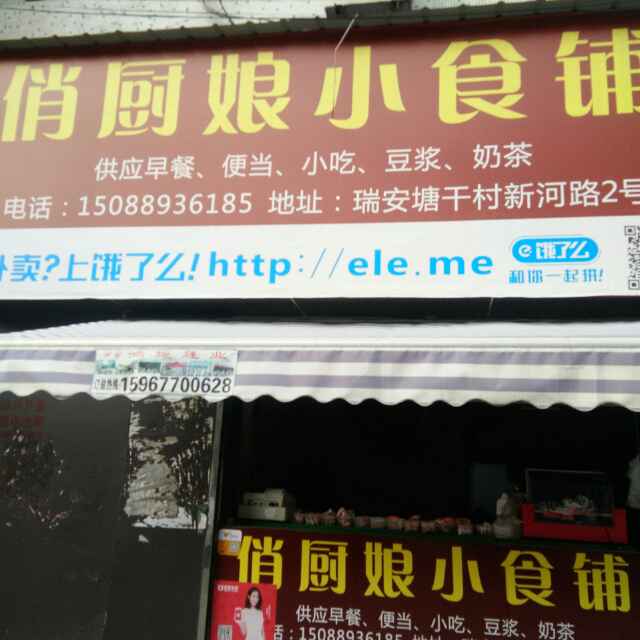 俏厨娘小食铺
供应早餐、便当、小吃、豆浆、奶茶
电话：15088936185 地址：瑞安塘干村新河路2号
外卖?上饿了么!http://ele.me
e 饿了么
和你一起拼!
15967700628
俏厨娘小食铺
供应早餐、便当、小吃、豆浆、奶茶